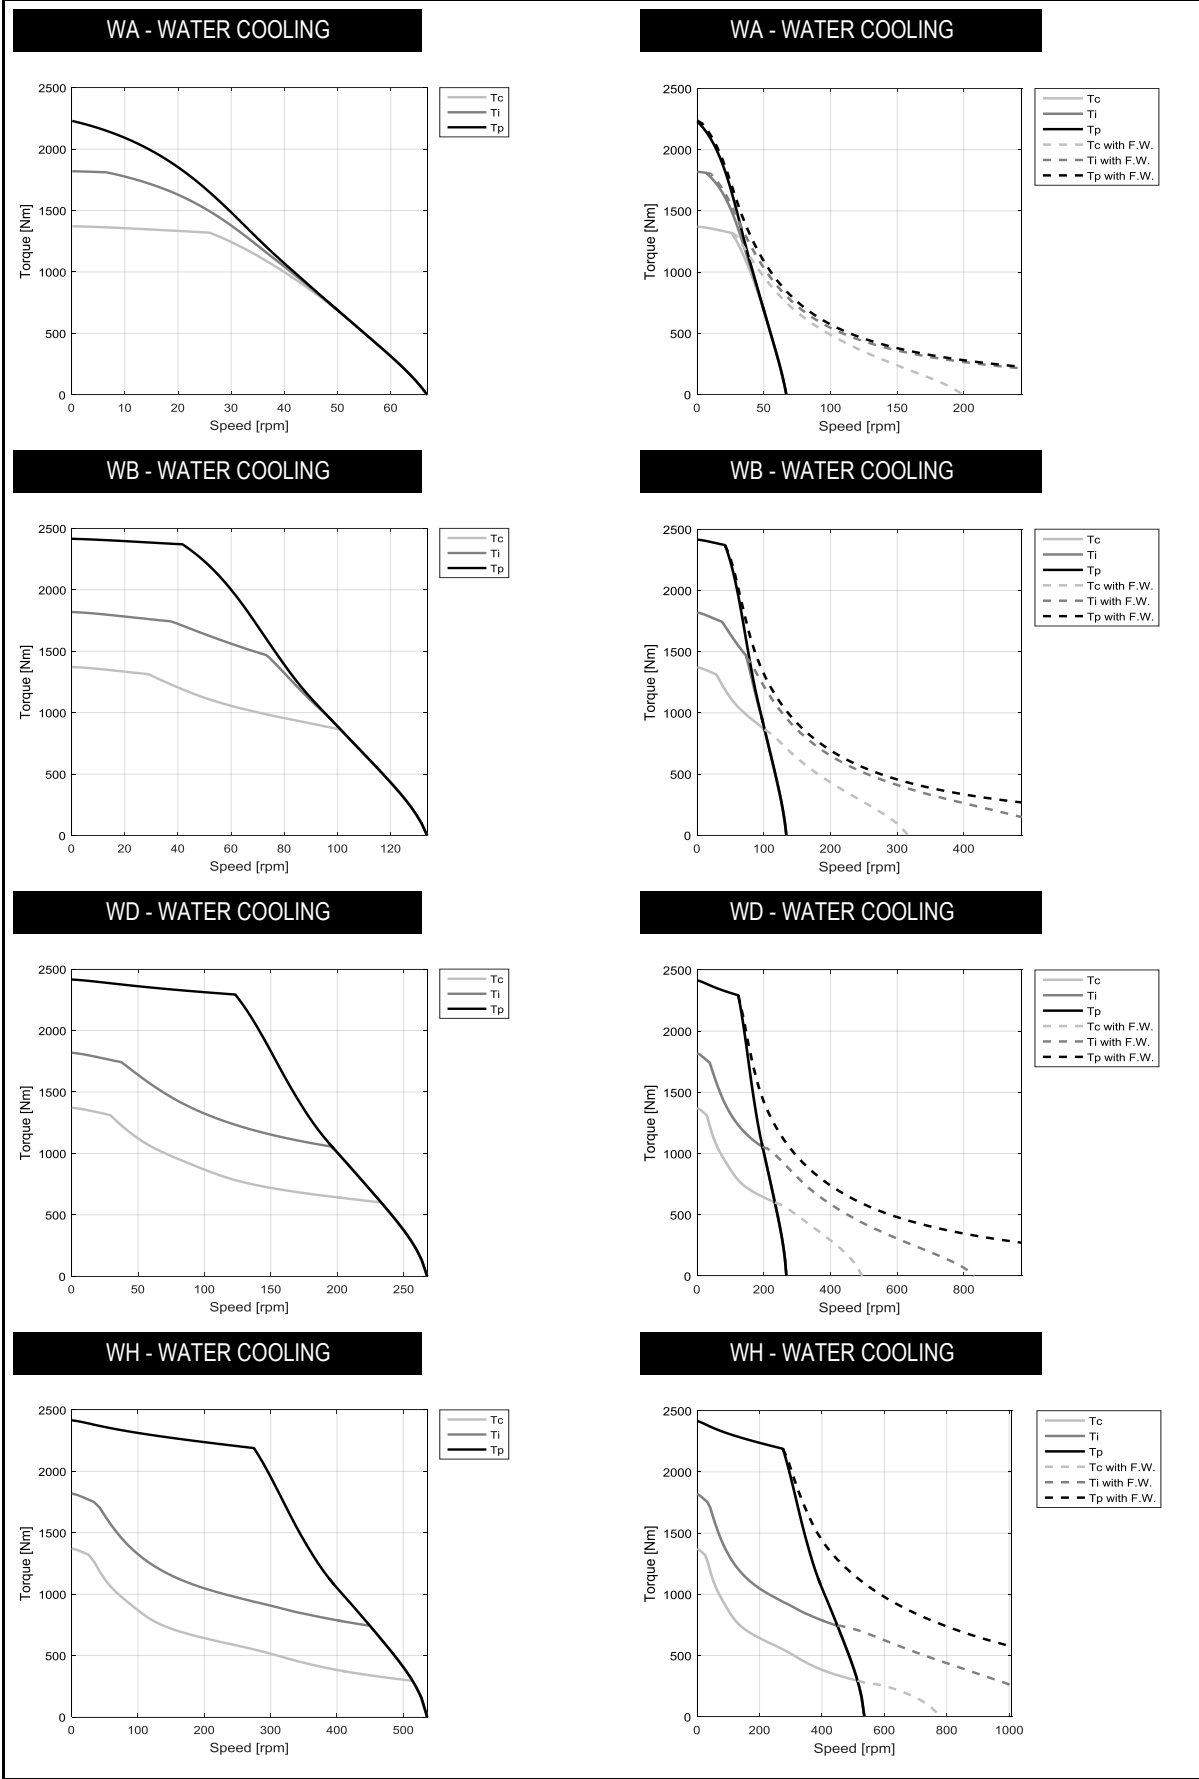 WA - WATER COOLING
WA - WATER COOLING
2500
2000
1500
1000
500
0
Torque [Nm]
0 10 20 30 40 50 60
Speed [rpm]
Tc
Ti
Tp
2500
2000
1500
1000
500
0
Torque [Nm]
0 50 100 150 200
Speed [rpm]
Tc
Ti
Tp
Tc with F.W.
Ti with F.W.
Tp with F.W.
WB - WATER COOLING
WB - WATER COOLING
2500
2000
1500
1000
500
0
Torque [Nm]
0 20 40 60 80 100 120
Speed [rpm]
Tc
Ti
Tp
2500
2000
1500
1000
500
0
Torque [Nm]
0 100 200 300 400
Speed [rpm]
Tc
Ti
Tp
Tc with F.W.
Ti with F.W.
Tp with F.W.
WD - WATER COOLING
WD - WATER COOLING
2500
2000
1500
1000
500
0
Torque [Nm]
0 50 100 150 200 250
Speed [rpm]
Tc
Ti
Tp
2500
2000
1500
1000
500
0
Torque [Nm]
0 200 400 600 800
Speed [rpm]
Tc
Ti
Tp
Tc with F.W.
Ti with F.W.
Tp with F.W.
WH - WATER COOLING
WH - WATER COOLING
2500
2000
1500
1000
500
0
Torque [Nm]
0 100 200 300 400 500
Speed [rpm]
Tc
Ti
Tp
2500
2000
1500
1000
500
0
Torque [Nm]
0 200 400 600 800 1000
Speed [rpm]
Tc
Ti
Tp
Tc with F.W.
Ti with F.W.
Tp with F.W.